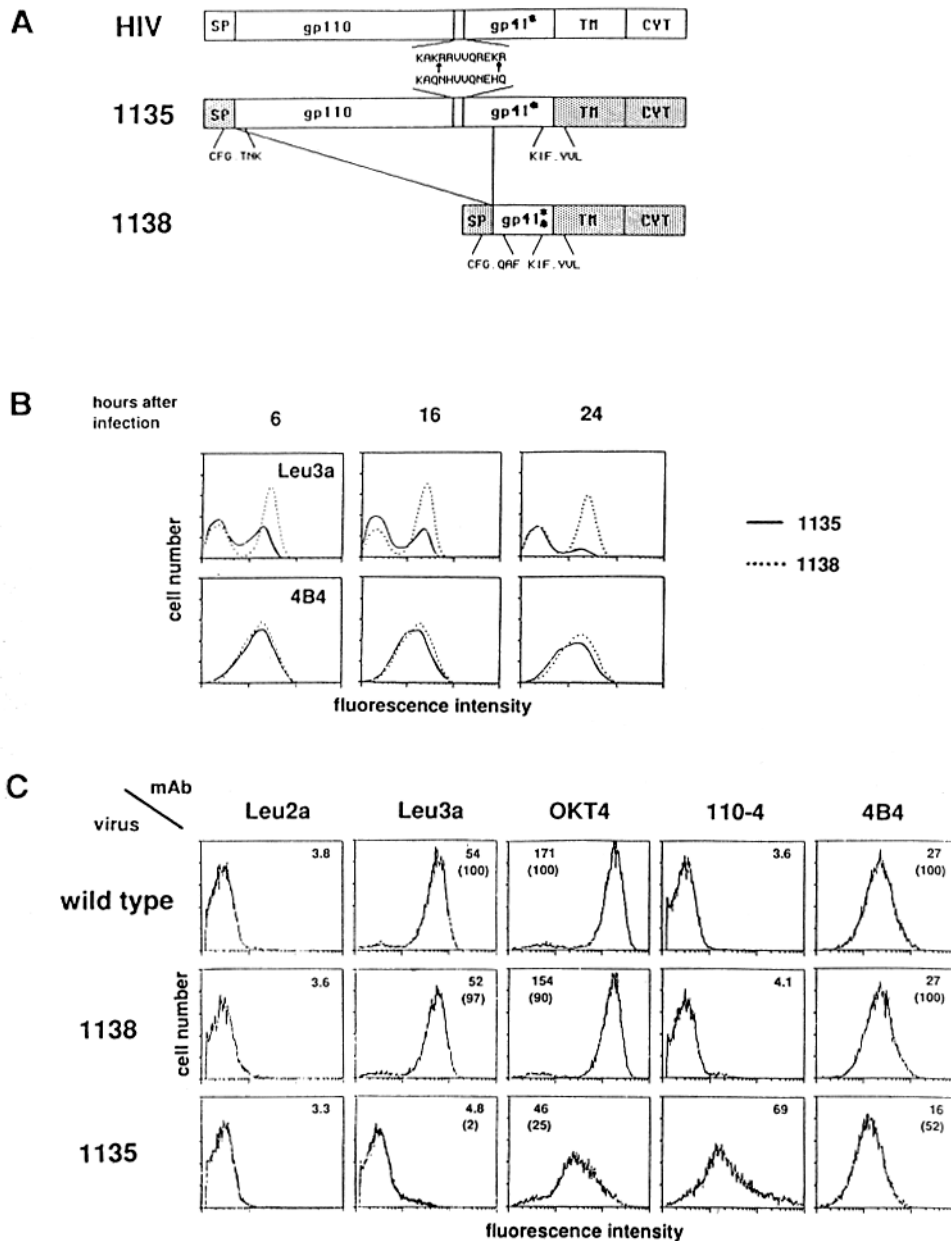 A
HIV
SP gp110 gp41* TM CYT
KAKRRVVQREKR
KAQNHVVQNEHQ
1135
SP gp110 gp41* TM CYT
CFG.TNK KIF.YVL
1138
SP gp41** TM CYT
CFG.QAF KIF.YVL
B
hours after infection
6 16 24
Leu3a
4B4
cell number
fluorescence intensity
1135
1138
C
mAb
virus
Leu2a Leu3a OKT4 110-4 4B4
wild type
3.8 54 171 3.6 27
(100) (100) (100)
1138
3.6 52 154 4.1 27
(97) (90) (100)
cell number
1135
3.3 4.8 46 69 16
(2) (25) (52)
fluorescence intensity